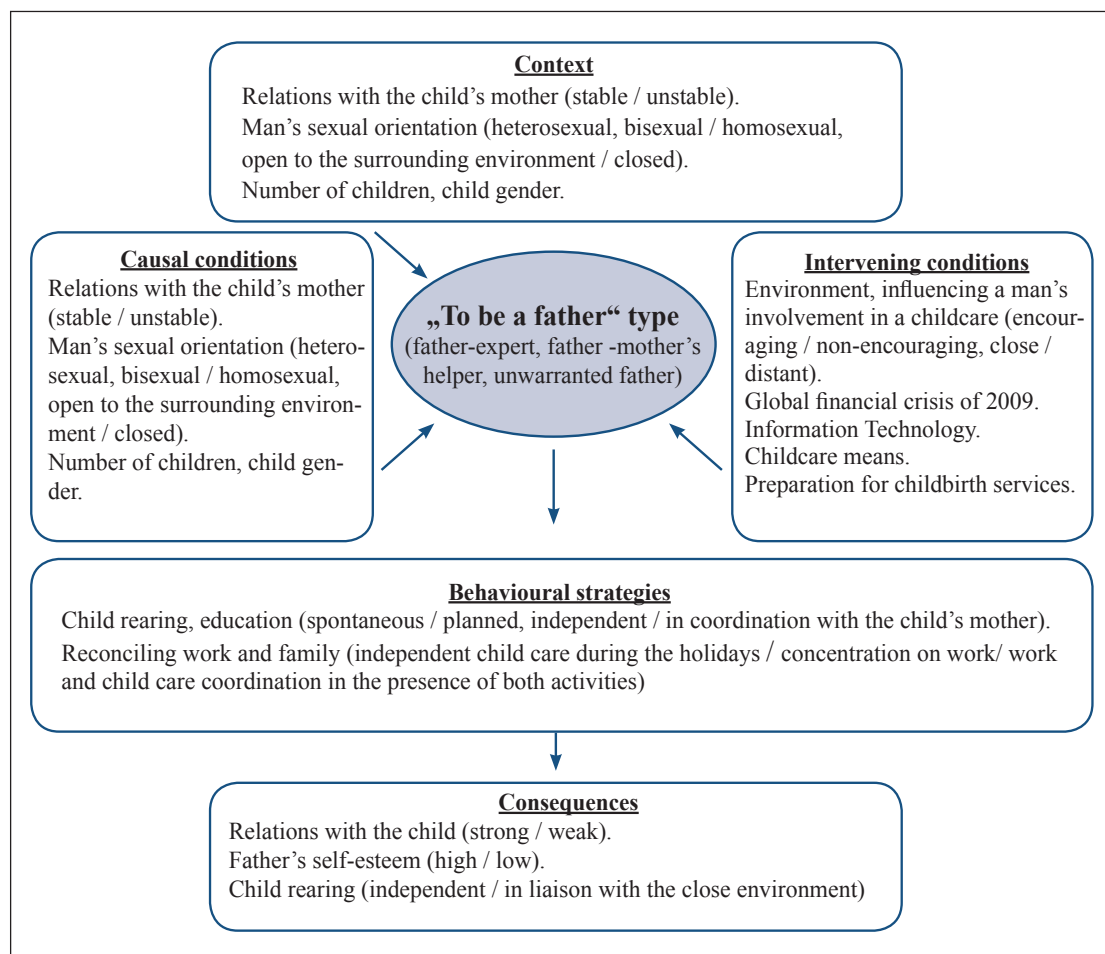 Context
Relations with the child’s mother (stable / unstable).
Man’s sexual orientation (heterosexual, bisexual / homosexual,
open to the surrounding environment / closed).
Number of children, child gender.
Causal conditions
Relations with the child’s mother
(stable / unstable).
Man’s sexual orientation (hetero-
sexual, bisexual / homosexual,
open to the surrounding environ-
ment / closed).
Number of children, child gen-
der.
„To be a father“ type
(father-expert, father -mother’s
helper, unwarranted father)
Intervening conditions
Environment, influencing a man’s
involvement in a childcare (encour-
aging / non-encouraging, close /
distant).
Global financial crisis of 2009.
Information Technology.
Childcare means.
Preparation for childbirth services.
Behavioural strategies
Child rearing, education (spontaneous / planned, independent / in coordination with the child’s mother).
Reconciling work and family (independent child care during the holidays / concentration on work/ work
and child care coordination in the presence of both activities)
Consequences
Relations with the child (strong / weak).
Father’s self-esteem (high / low).
Child rearing (independent / in liaison with the close environment)